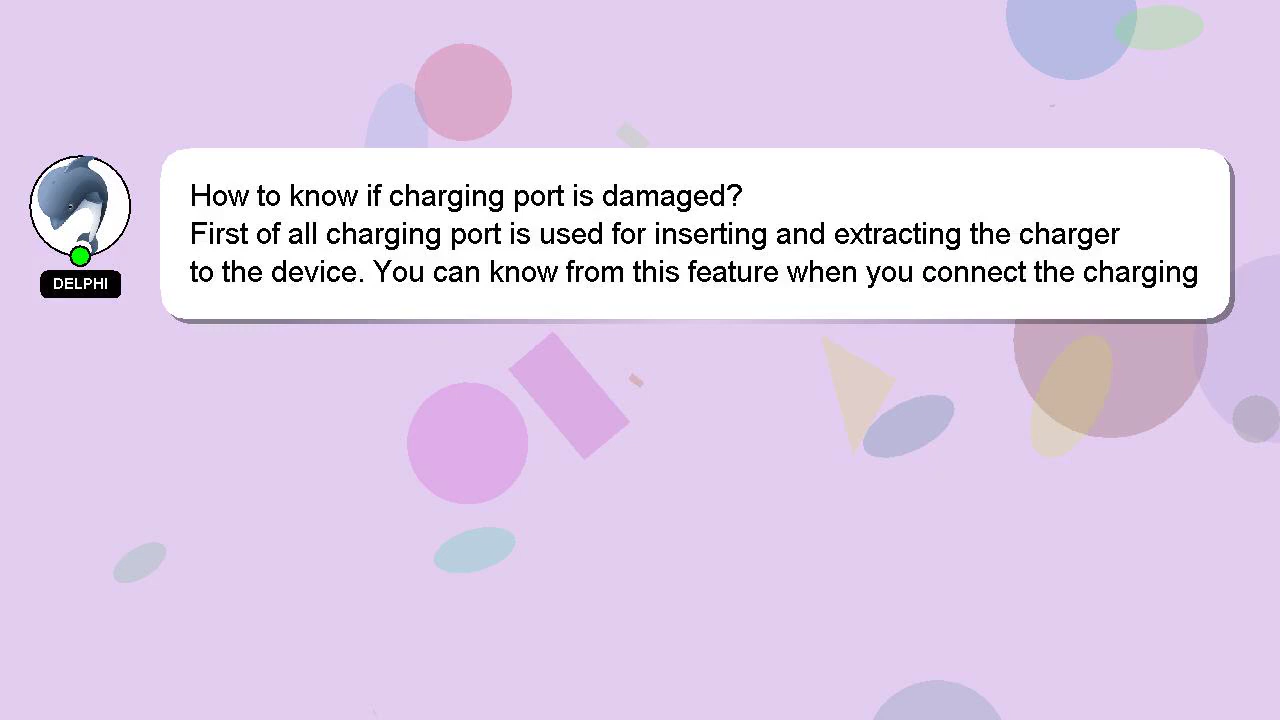 How to know if charging port is damaged?
First of all charging port is used for inserting and extracting the charger
to the device. You can know from this feature when you connect the charging
DELPHI